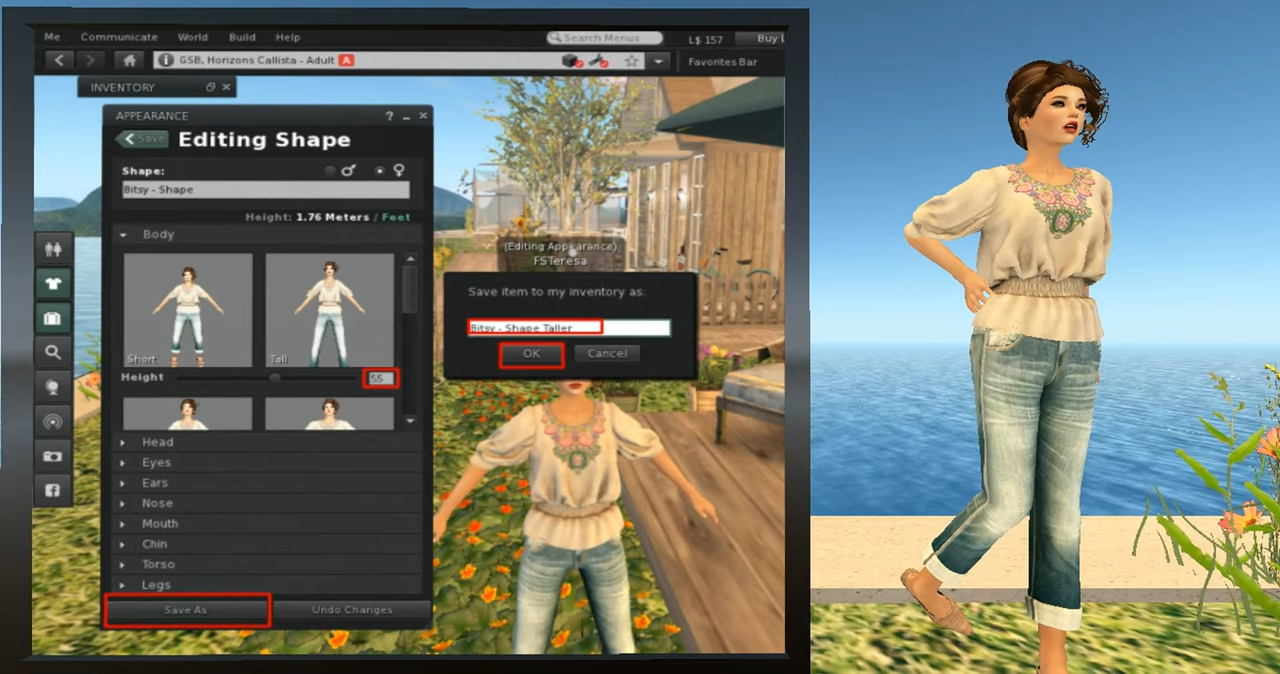 Me Communicate World Build Help Search Menus L$ 157 Buy L
GSB, Horizons Callista - Adult A Favorites Bar
INVENTORY
APPEARANCE ?
Save Editing Shape
Shape:
Bitsy - Shape
Height: 1.76 Meters / Feet
Body
Short Tall
Height 55
Head
Eyes
Ears
Nose
Mouth
Chin
Torso
Legs
Save As Undo Changes
(Editing Appearance)
FSTeresa
Save item to my inventory as:
Bitsy - Shape Taller
OK Cancel